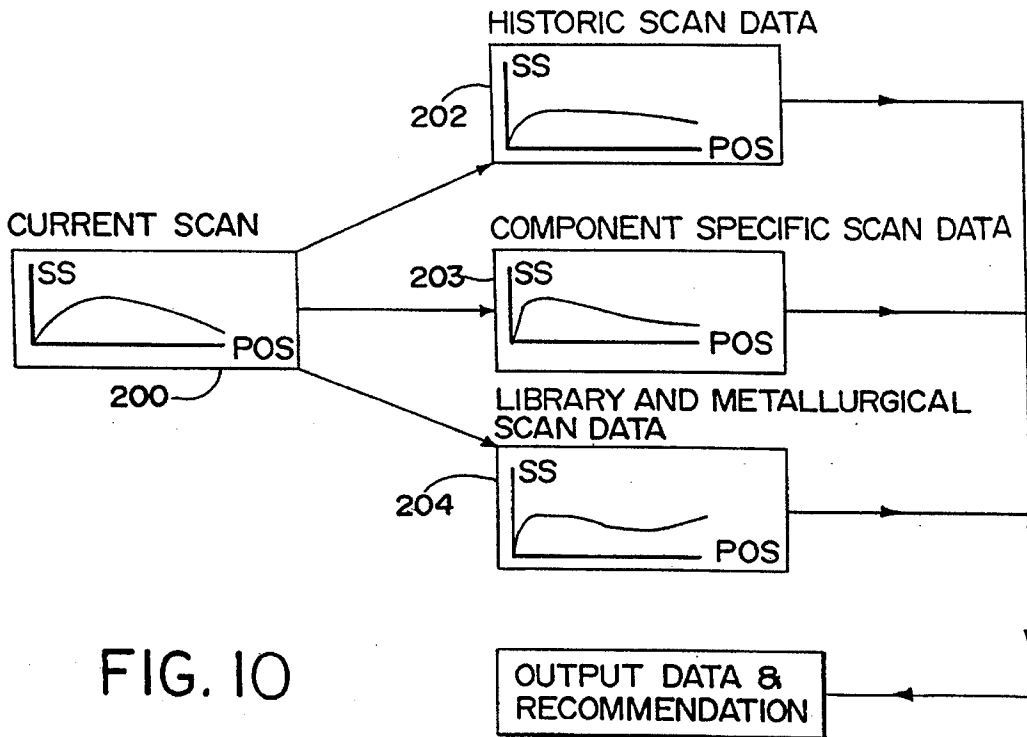 HISTORIC SCAN DATA
SS
202
POS
CURRENT SCAN
SS
POS
200
COMPONENT SPECIFIC SCAN DATA
203
SS
POS
LIBRARY AND METALLURGICAL
SCAN DATA
SS
204
POS
FIG. 10
OUTPUT DATA &
RECOMMENDATION